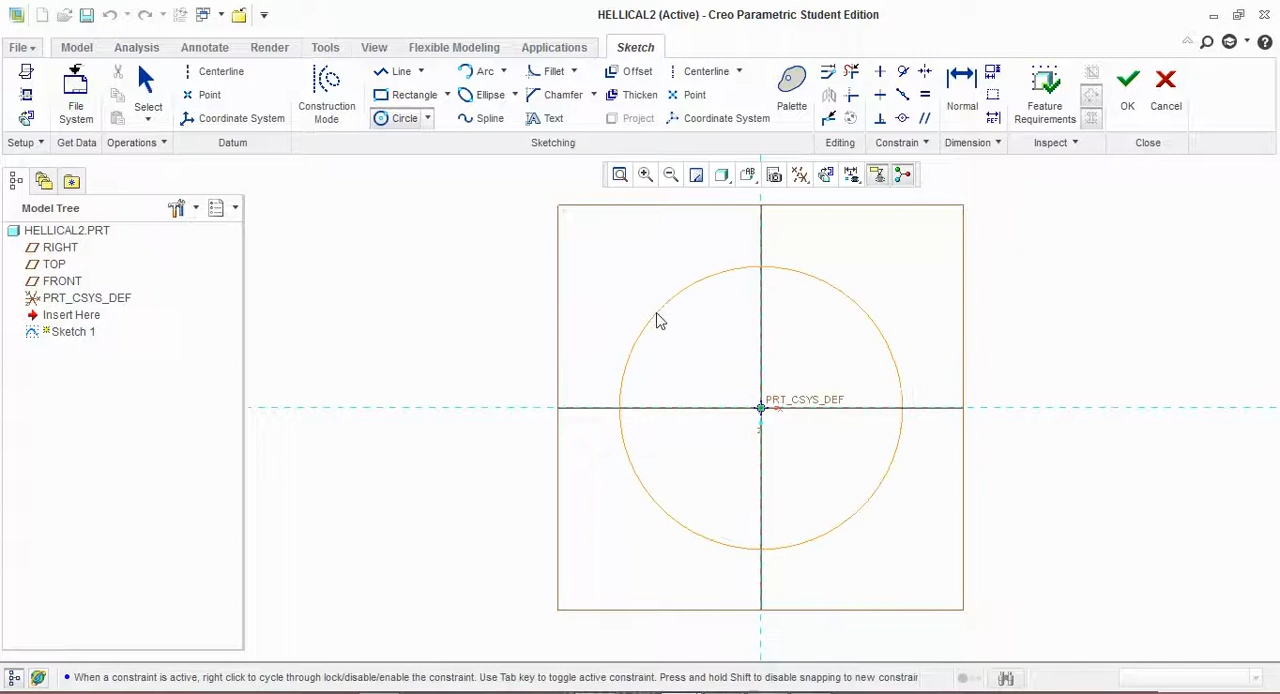 HELLICAL2 (Active) - Creo Parametric Student Edition
File Model Analysis Annotate Render Tools View Flexible Modeling Applications Sketch
Centerline Line Arc Fillet Offset Centerline
Point Rectangle Ellipse Chamfer Thicken Point
File System Select Coordinate System Construction Mode Circle Spline Text Project Coordinate System Palette Normal Feature Requirements OK Cancel
Setup Get Data Operations Datum Sketching Editing Constrain Dimension Inspect Close
Model Tree
HELLICAL2.PRT
RIGHT
TOP
FRONT
PRT_CSYS_DEF
Insert Here
Sketch 1
PRT_CSYS_DEF
When a constraint is active, right click to cycle through lock/disable/enable the constraint. Use Tab key to toggle active constraint. Press and hold Shift to disable snapping to new constrain